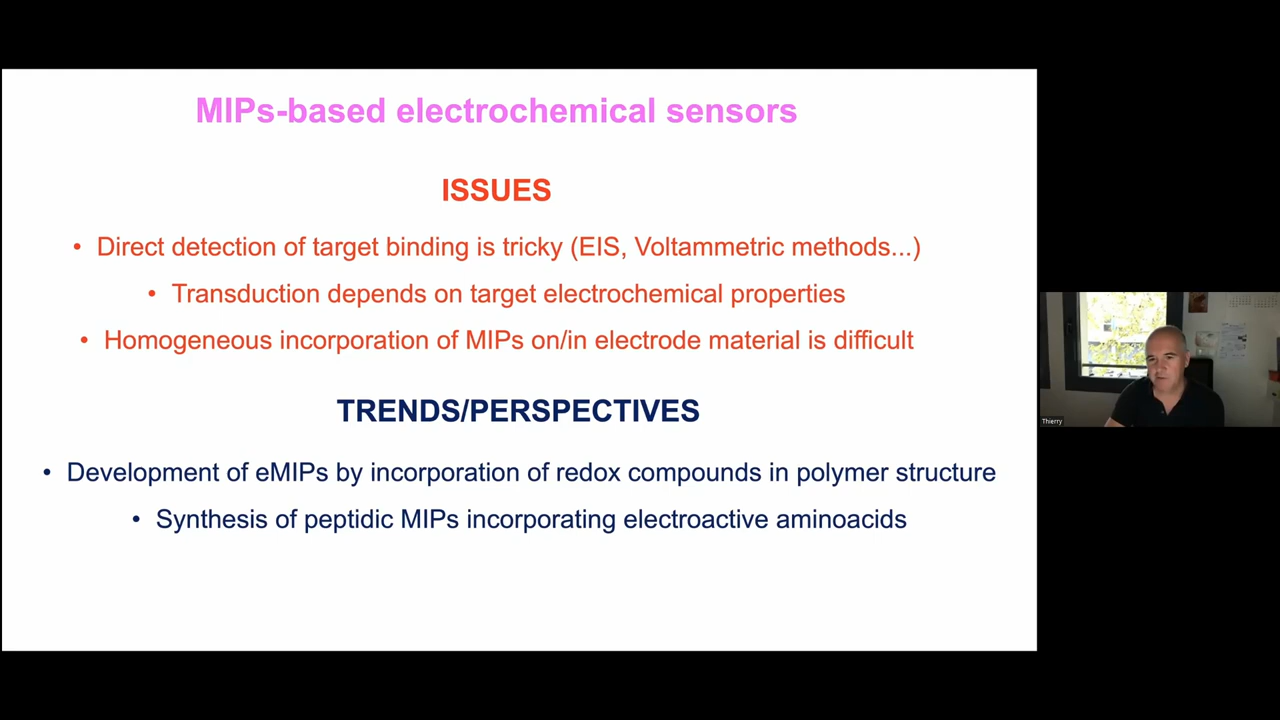 MIPs-based electrochemical sensors
ISSUES
• Direct detection of target binding is tricky (EIS, Voltammetric methods...)
• Transduction depends on target electrochemical properties
• Homogeneous incorporation of MIPs on/in electrode material is difficult
TRENDS/PERSPECTIVES
• Development of eMIPs by incorporation of redox compounds in polymer structure
• Synthesis of peptidic MIPs incorporating electroactive aminoacids
Thierry